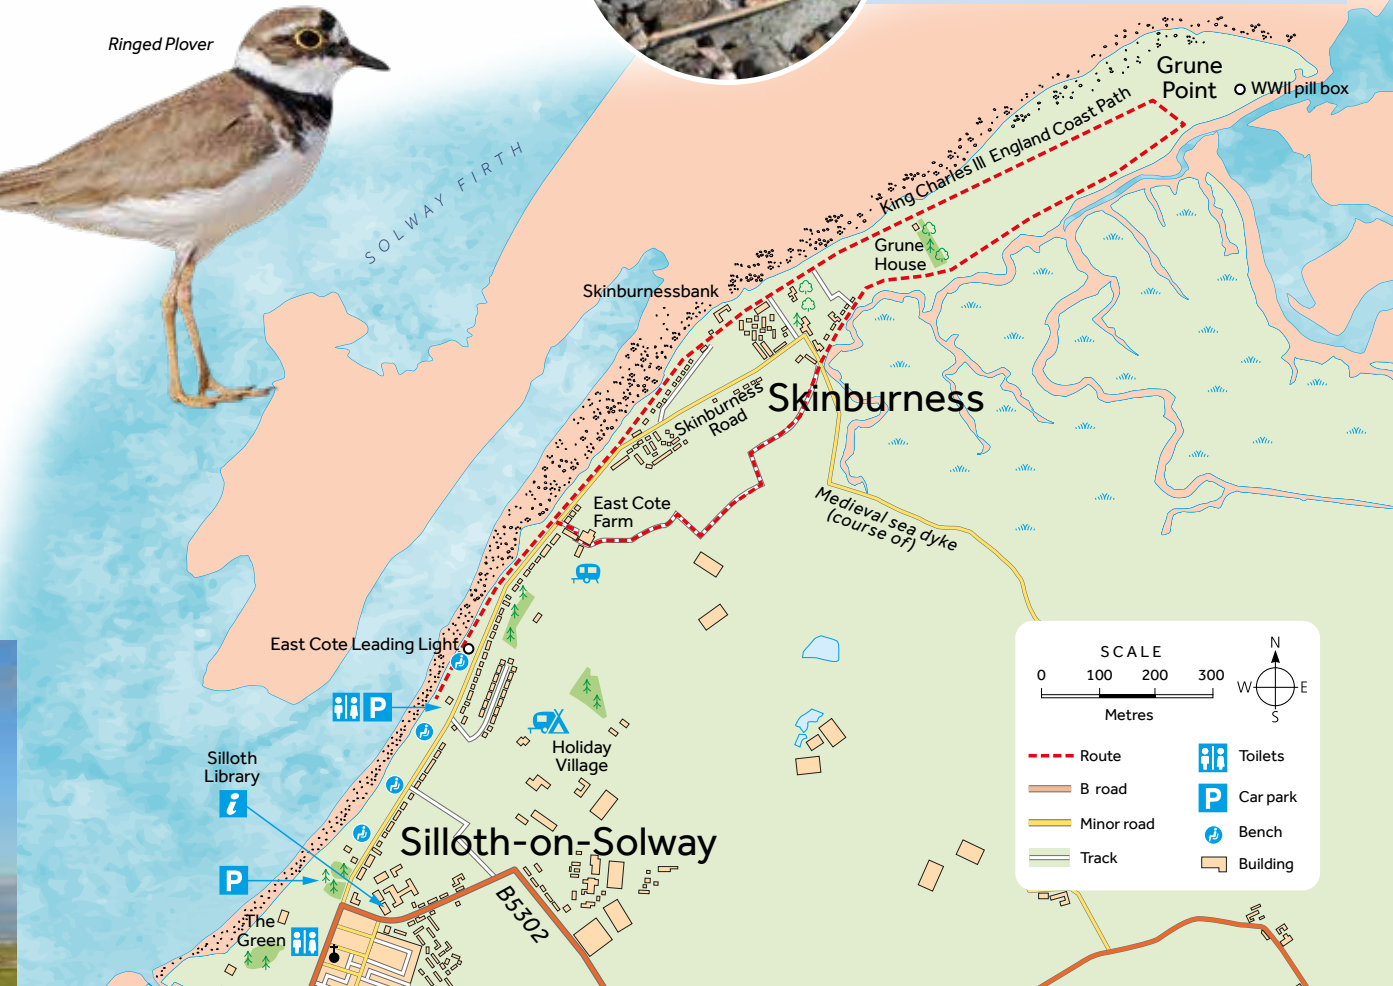 Ringed Plover
SOLWAY FIRTH
Grune
Point
WWII pill box
King Charles III England Coast Path
Grune
House
Skinburnessbank
Skinburness
Skinburness
Road
East Cote
Farm
Medieval sea dyke
(course of)
East Cote Leading Light
P
Holiday
Village
Silloth
Library
i
Silloth-on-Solway
P
B5302
The
Green
SCALE
0 100 200 300
Metres
N
W E
S
Route
B road
Minor road
Track
Toilets
P Car park
Bench
Building